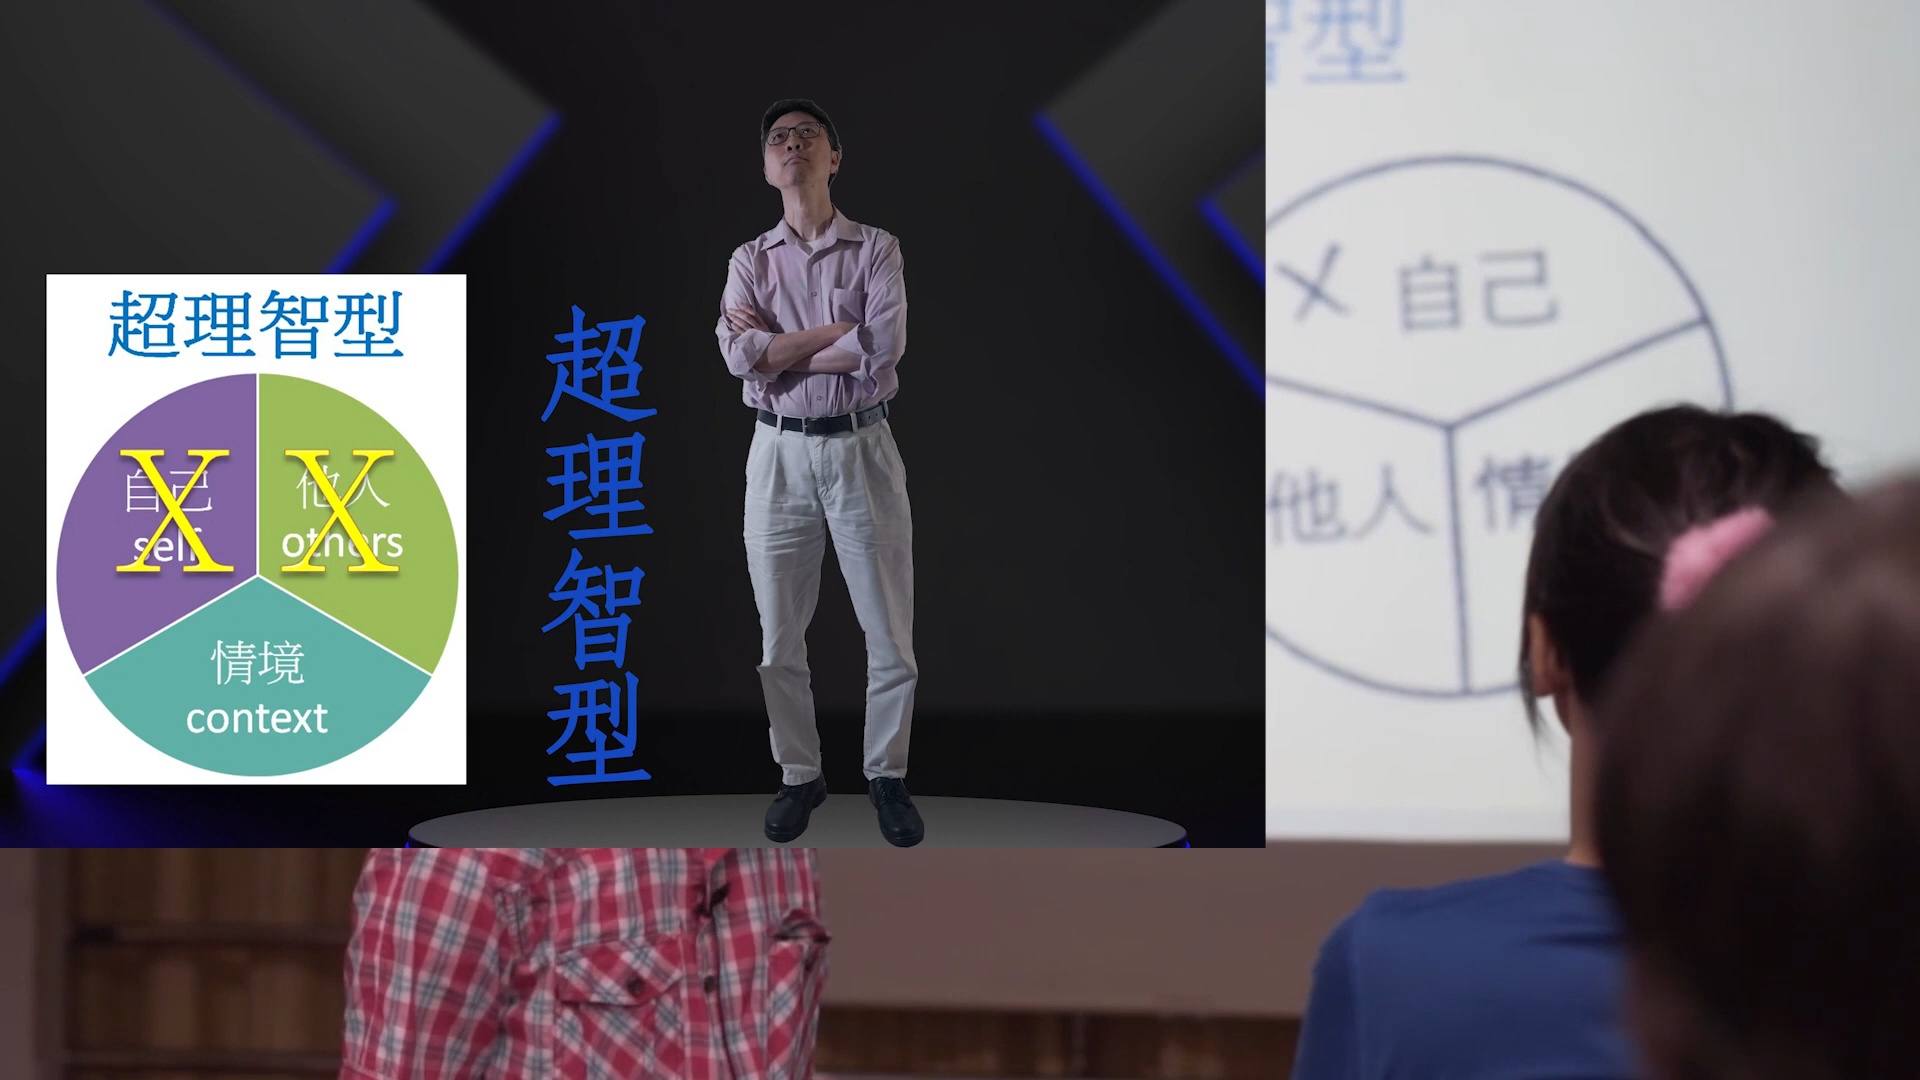 超理智型
自己
self
他人
others
情境
context
X
X
超理智型
智型
X 自己
他人
情